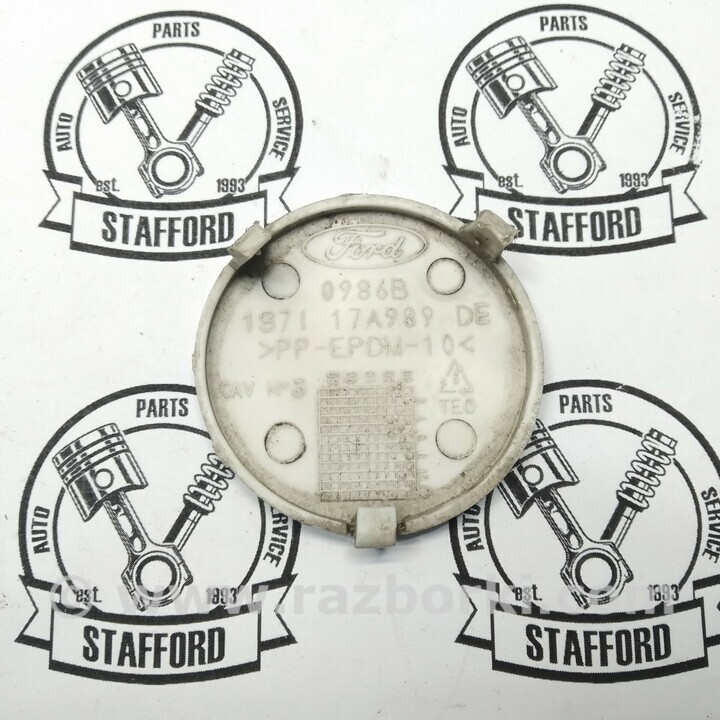 PARTS
AUTO
SERVICE
est. 1993
STAFFORD
PARTS
AUTO
SERVICE
est. 1993
STAFFORD
Ford
0986B
1S71 17A989 DE
>PP-EPDM-10<
CAV Nº3
TEO
PARTS
AUTO
SERVICE
est. 1993
STAFFORD
PARTS
SERVICE
est. 1993
STAFFORD
© www.razborki.com